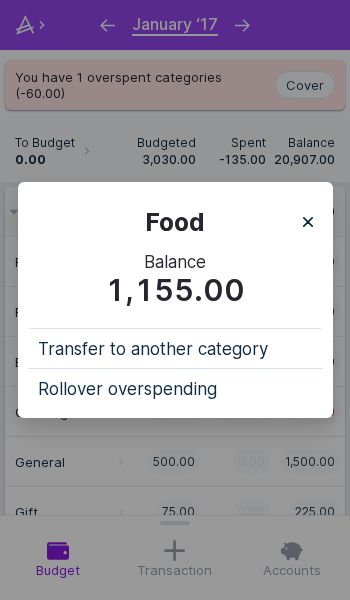 January ‘17
You have 1 overspent categories
(-60.00)
Cover
To Budget
Budgeted
Spent
Balance
0.00
3,030.00
-135.00
20,907.00
Food
Balance
1,155.00
Transfer to another category
Rollover overspending
General
500.00
0.00
1,500.00
Gift
75.00
0.00
225.00
Budget
Transaction
Accounts